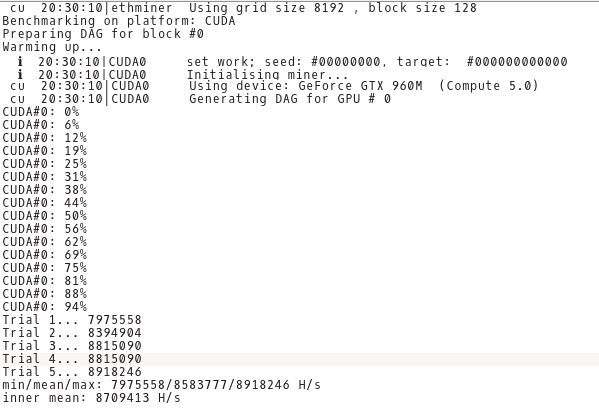 cu 20:30:10|ethminer Using grid size 8192 , block size 128
Benchmarking on platform: CUDA
Preparing DAG for block #0
Warming up...
ℹ 20:30:10|CUDA0 set work; seed: #00000000, target: #000000000000
ℹ 20:30:10|CUDA0 Initialising miner...
cu 20:30:10|CUDA0 Using device: GeForce GTX 960M (Compute 5.0)
cu 20:30:10|CUDA0 Generating DAG for GPU # 0
CUDA#0: 0%
CUDA#0: 6%
CUDA#0: 12%
CUDA#0: 19%
CUDA#0: 25%
CUDA#0: 31%
CUDA#0: 38%
CUDA#0: 44%
CUDA#0: 50%
CUDA#0: 56%
CUDA#0: 62%
CUDA#0: 69%
CUDA#0: 75%
CUDA#0: 81%
CUDA#0: 88%
CUDA#0: 94%
Trial 1... 7975558
Trial 2... 8394904
Trial 3... 8815090
Trial 4... 8815090
Trial 5... 8918246
min/mean/max: 7975558/8583777/8918246 H/s
inner mean: 8709413 H/s